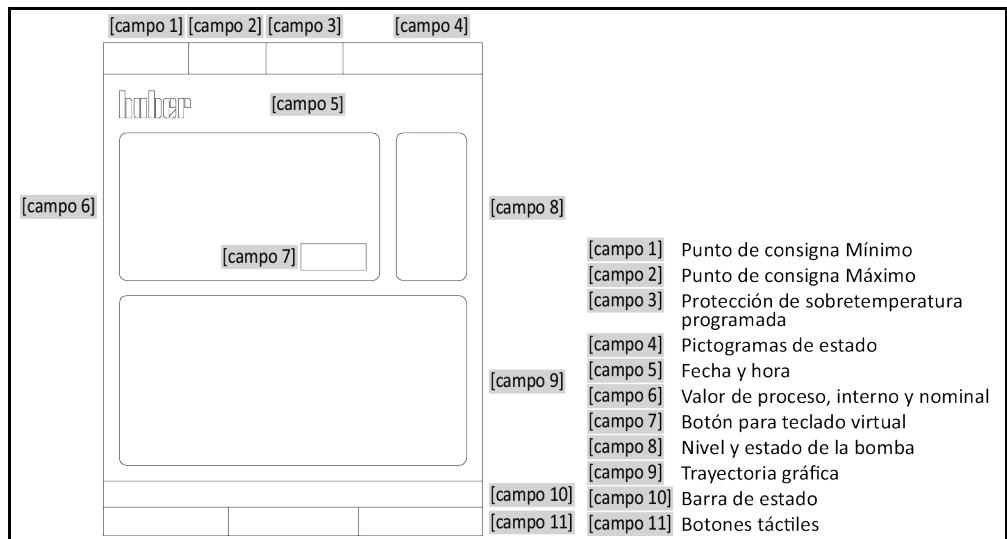 [campo 1] [campo 2] [campo 3] [campo 4]
huber [campo 5]
[campo 6]
[campo 8]
[campo 7]
[campo 9]
[campo 10]
[campo 11]
[campo 1] Punto de consigna Mínimo
[campo 2] Punto de consigna Máximo
[campo 3] Protección de sobretemperatura
programada
[campo 4] Pictogramas de estado
[campo 5] Fecha y hora
[campo 6] Valor de proceso, interno y nominal
[campo 7] Botón para teclado virtual
[campo 8] Nivel y estado de la bomba
[campo 9] Trayectoria gráfica
[campo 10] Barra de estado
[campo 11] Botones táctiles